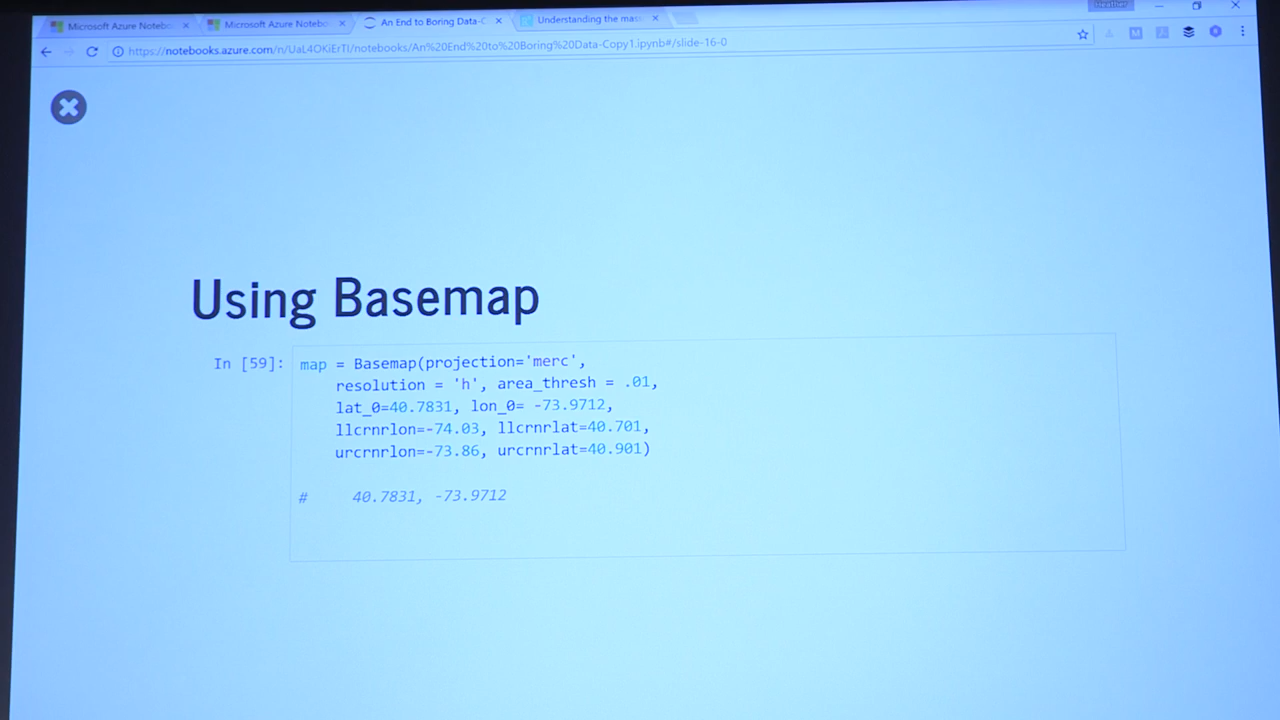 Heather
Microsoft Azure Notebo
Microsoft Azure Notebo
An End to Boring Data-C
Understanding the mas
https://notebooks.azure.com/n/UaL4OKiErTI/notebooks/An%20End%20to%20Boring%20Data-Copy1.ipynb#/slide-16-0
Using Basemap
In [59]: map = Basemap(projection='merc',
resolution = 'h', area_thresh = .01,
lat_0=40.7831, lon_0= -73.9712,
llcrnrlon=-74.03, llcrnrlat=40.701,
urcrnrlon=-73.86, urcrnrlat=40.901)
# 40.7831, -73.9712